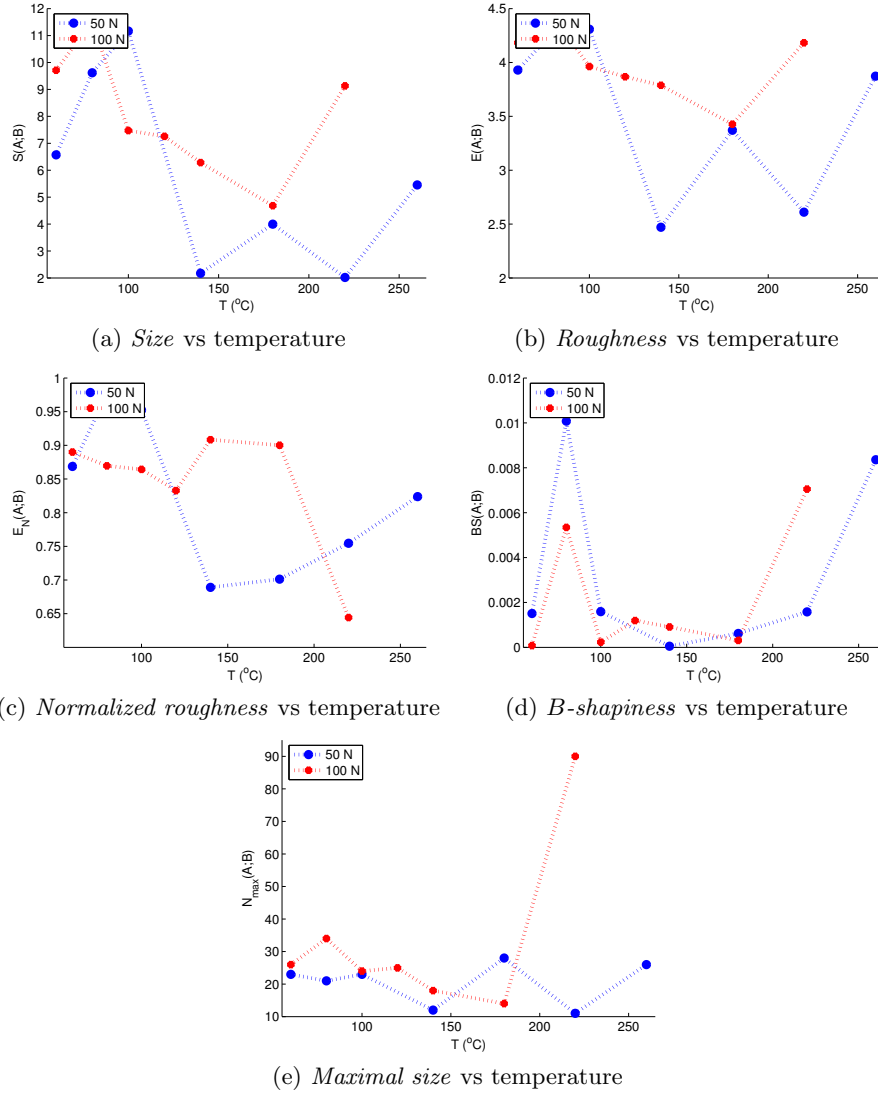 12
11
10
9
8
7
6
5
4
3
2
S(A;B)
50 N
100 N
100 150 200 250
T (°C)
(a) Size vs temperature
4.5
4
3.5
3
2.5
2
E(A;B)
50 N
100 N
100 150 200 250
T (°C)
(b) Roughness vs temperature
1
0.95
0.9
0.85
0.8
0.75
0.7
0.65
E_N(A;B)
50 N
100 N
100 150 200 250
T (°C)
(c) Normalized roughness vs temperature
0.012
0.01
0.008
0.006
0.004
0.002
0
BS(A;B)
50 N
100 N
100 150 200 250
T (°C)
(d) B-shapiness vs temperature
90
80
70
60
50
40
30
20
10
N_max(A;B)
50 N
100 N
100 150 200 250
T (°C)
(e) Maximal size vs temperature